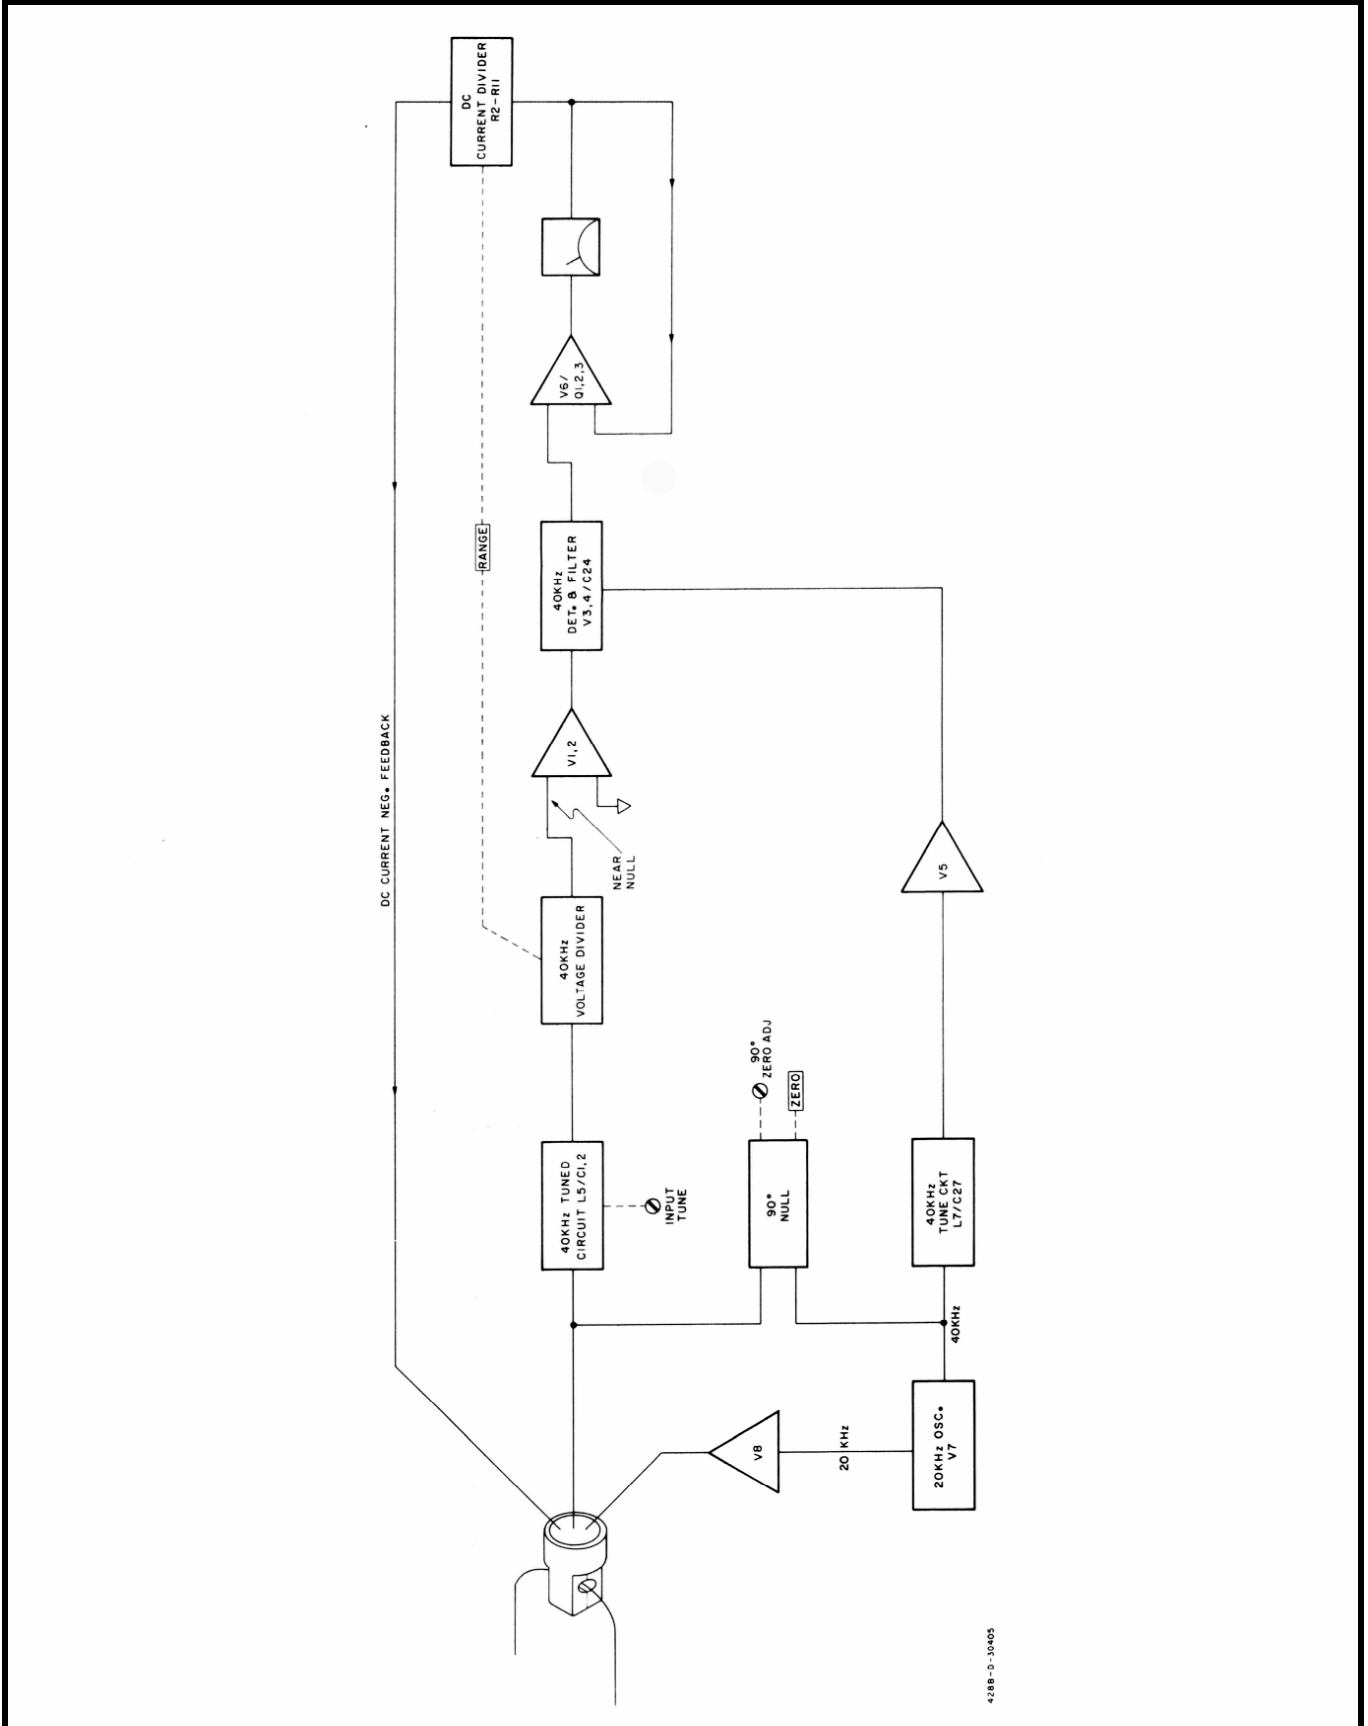 DC CURRENT NEG. FEEDBACK
RANGE
DC
CURRENT DIVIDER
R2-R11
40KHz TUNED
CIRCUIT L5/C1,2
INPUT
TUNE
40KHz
VOLTAGE DIVIDER
NEAR
NULL
V1,2
40KHz
DET. & FILTER
V3,4/C24
V6/
Q1,2,3
90°
NULL
90°
ZERO ADJ
ZERO
V8
20 KHz
20KHz OSC.
V7
40KHz
40KHz
TUNE CKT
L7/C27
V5
428B-D-30405